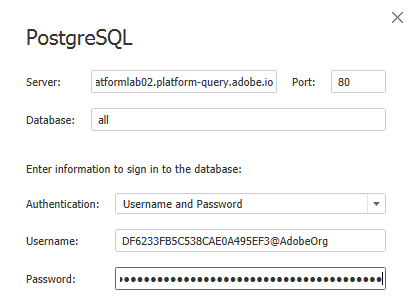 PostgreSQL
Server: atformlab02.platform-query.adobe.io Port: 80
Database: all
Enter information to sign in to the database:
Authentication: Username and Password
Username: DF6233FB5C538CAE0A495EF3@AdobeOrg
Password: